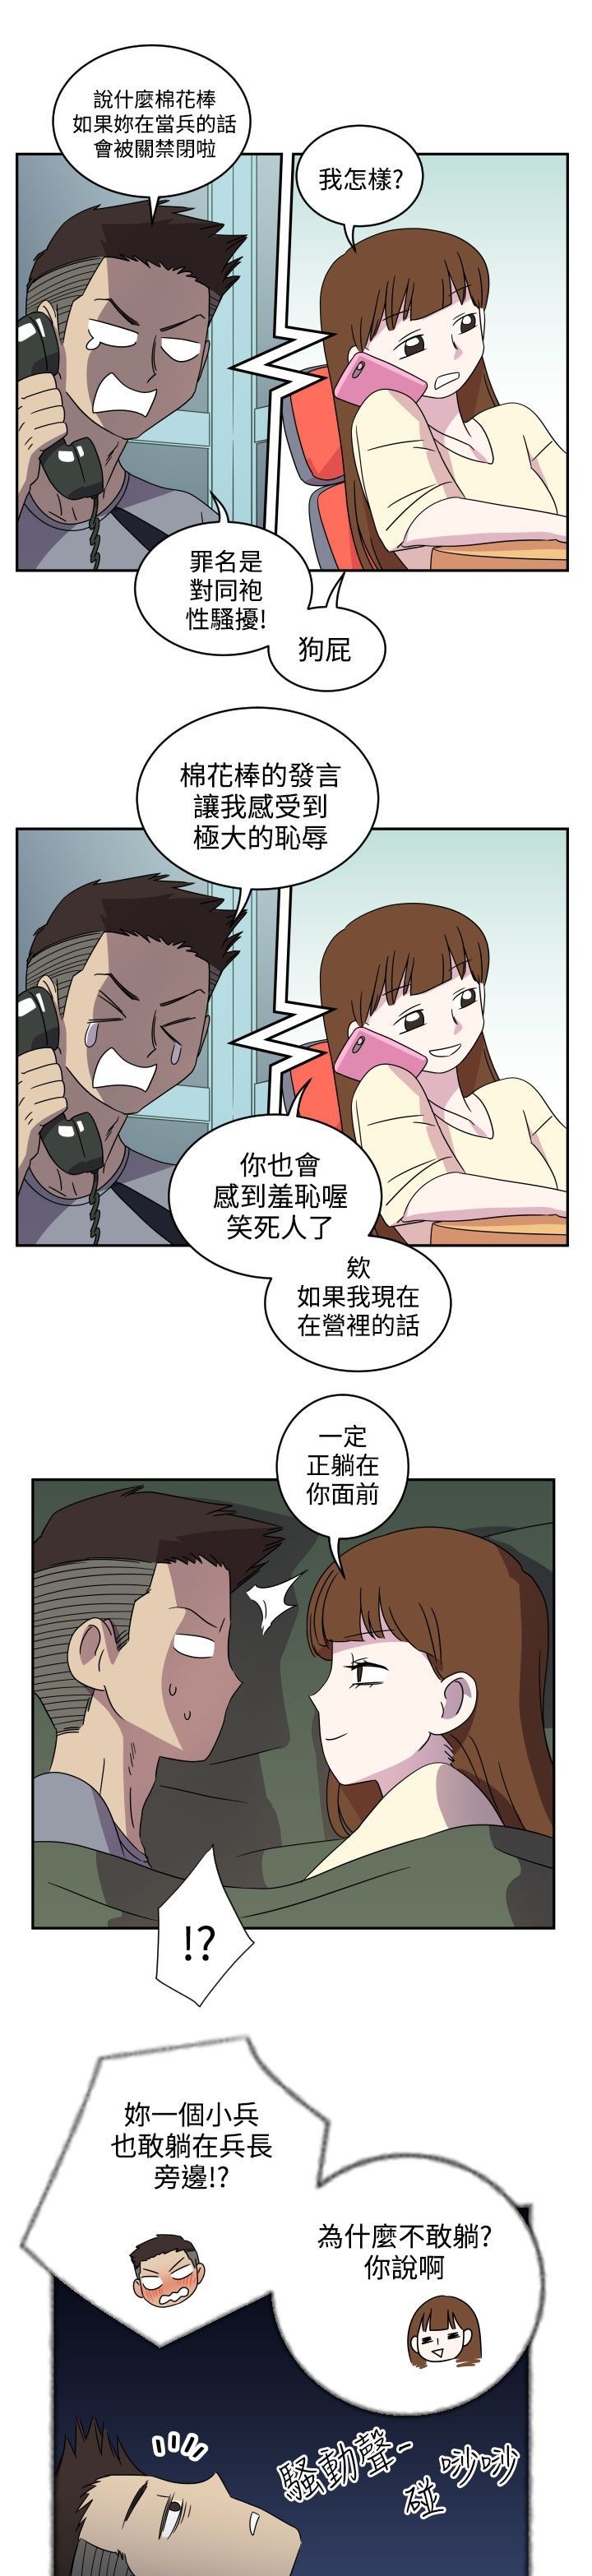 說什麼棉花棒
如果妳在當兵的話
會被關禁閉啦
我怎樣?
罪名是
對同袍
性騷擾!
狗屁
棉花棒的發言
讓我感受到
極大的恥辱
你也會
感到羞恥喔
笑死人了
欸
如果我現在
在營裡的話
一定
正躺在
你面前
!?
妳一個小兵
也敢躺在兵長
旁邊!?
為什麼不敢躺?
你說啊
騷動聲~
碰
唦唦